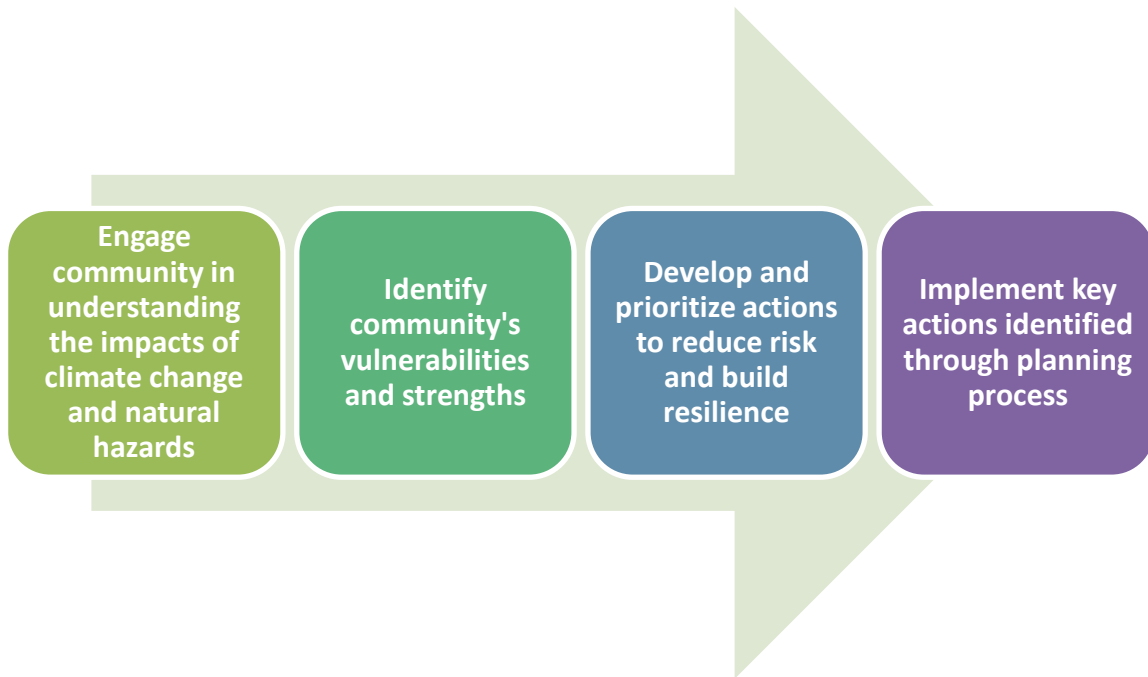 Engage
community in
understanding
the impacts of
climate change
and natural
hazards
Identify
community's
vulnerabilities
and strengths
Develop and
prioritize actions
to reduce risk
and build
resilience
Implement key
actions identified
through planning
process